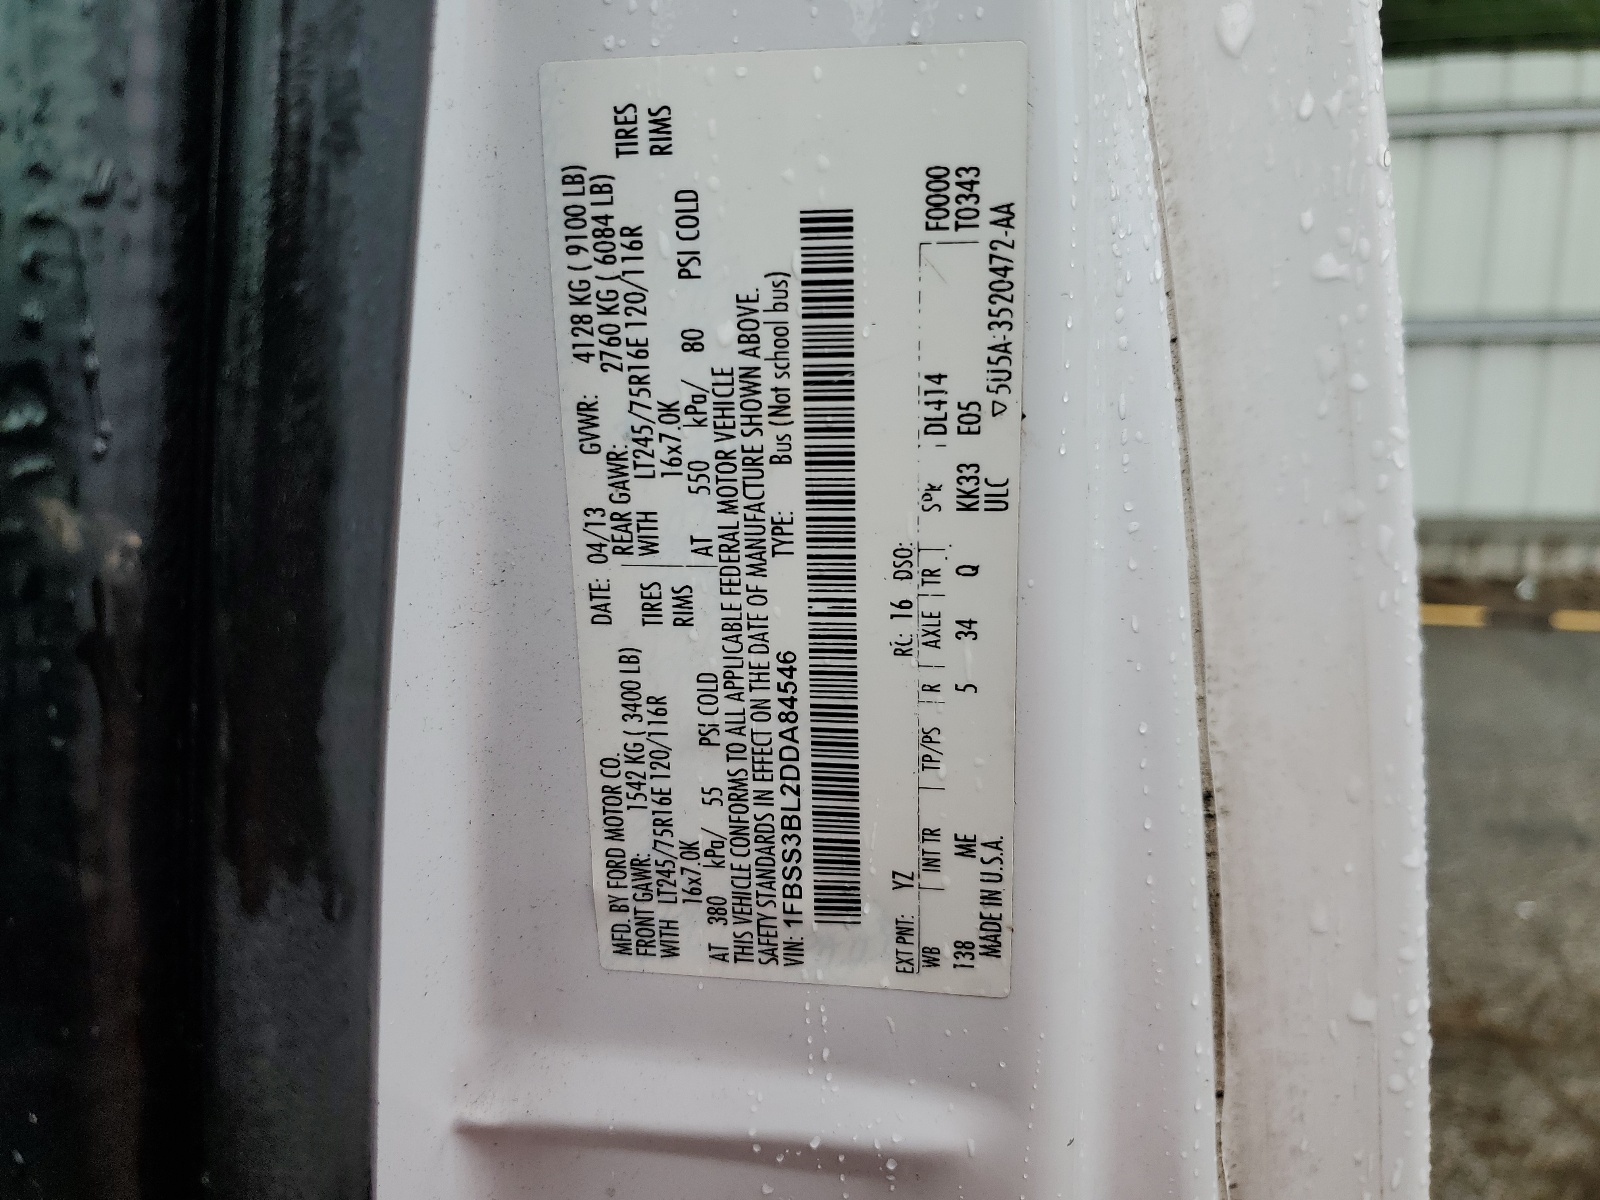 MFD. BY FORD MOTOR CO. DATE: 04/13 GVWR: 4128 KG ( 9100 LB)
FRONT GAWR: 1542 KG ( 3400 LB) REAR GAWR: 2760 KG ( 6084 LB)
WITH LT245/75R16E 120/116R TIRES WITH LT245/75R16E 120/116R TIRES
16x7.0K RIMS 16x7.0K RIMS
AT 380 kPa/ 55 PSI COLD AT 550 kPa/ 80 PSI COLD
THIS VEHICLE CONFORMS TO ALL APPLICABLE FEDERAL MOTOR VEHICLE
SAFETY STANDARDS IN EFFECT ON THE DATE OF MANUFACTURE SHOWN ABOVE.
VIN: 1FBSS3BL2DDA84546 TYPE: Bus (Not school bus)
EXT PNT: YZ RC: 16 DSO: F0000
WB INT TR TP/PS R AXLE TR SPR DL414 T0343
138 ME 5 34 Q KK33 E05
MADE IN U.S.A. ULC ▽5U5A-3520472-AA